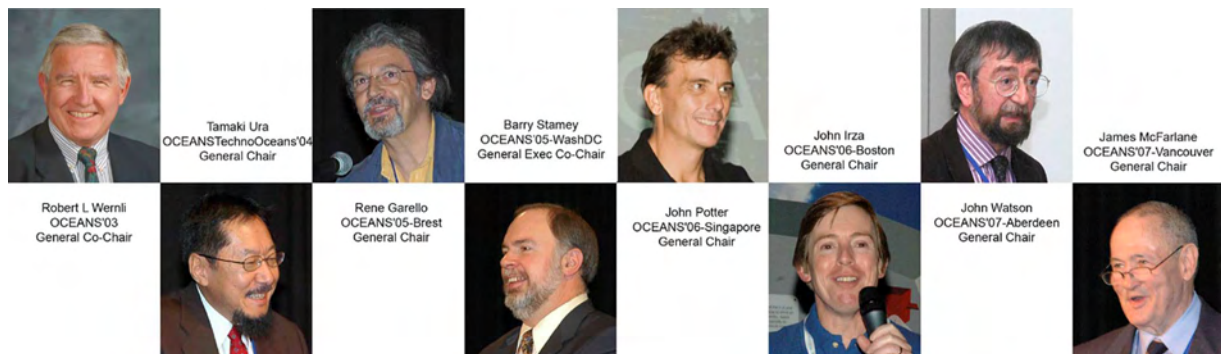 Tamaki Ura
OCEANSTechnoOceans'04
General Chair
Barry Stamey
OCEANS'05-WashDC
General Exec Co-Chair
John Irza
OCEANS'06-Boston
General Chair
James McFarlane
OCEANS'07-Vancouver
General Chair
Robert L Wernli
OCEANS'03
General Co-Chair
Rene Garello
OCEANS'05-Brest
General Chair
John Potter
OCEANS'06-Singapore
General Chair
John Watson
OCEANS'07-Aberdeen
General Chair